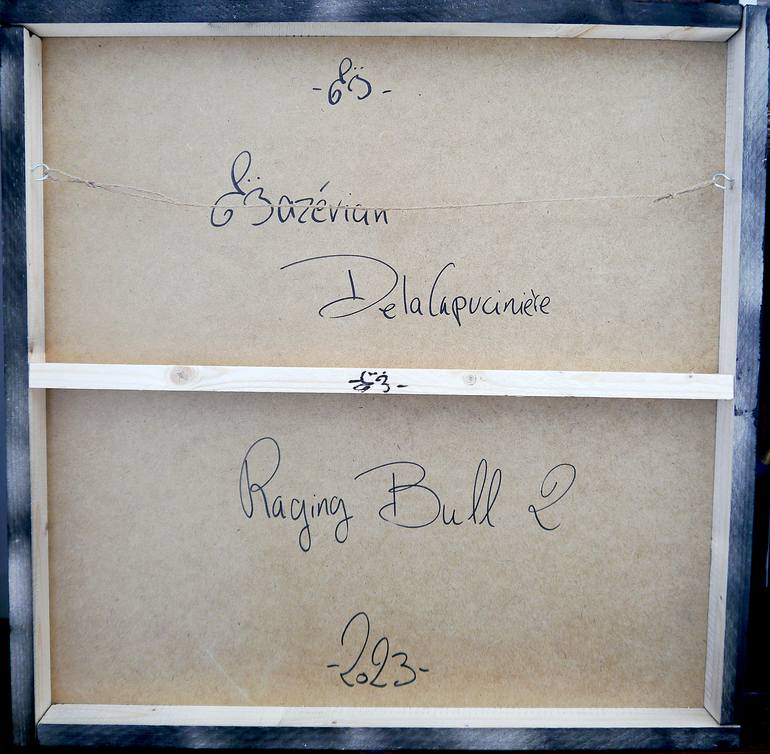 Bazérian
DelaCapucinière
Raging Bull 2
-2023-